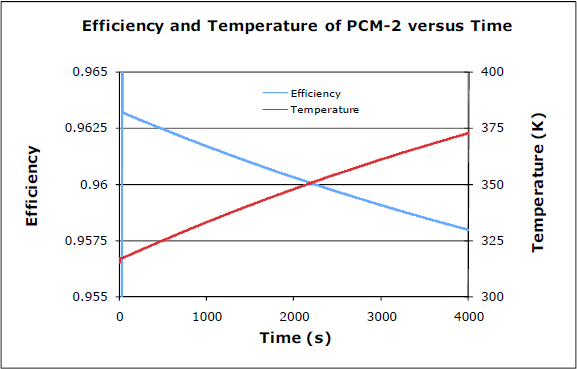 Efficiency and Temperature of PCM-2 versus Time
0.965
400
Efficiency
Temperature
0.9625
375
0.96
350
0.9575
325
0.955
300
Efficiency
Temperature (K)
0
1000
2000
3000
4000
Time (s)